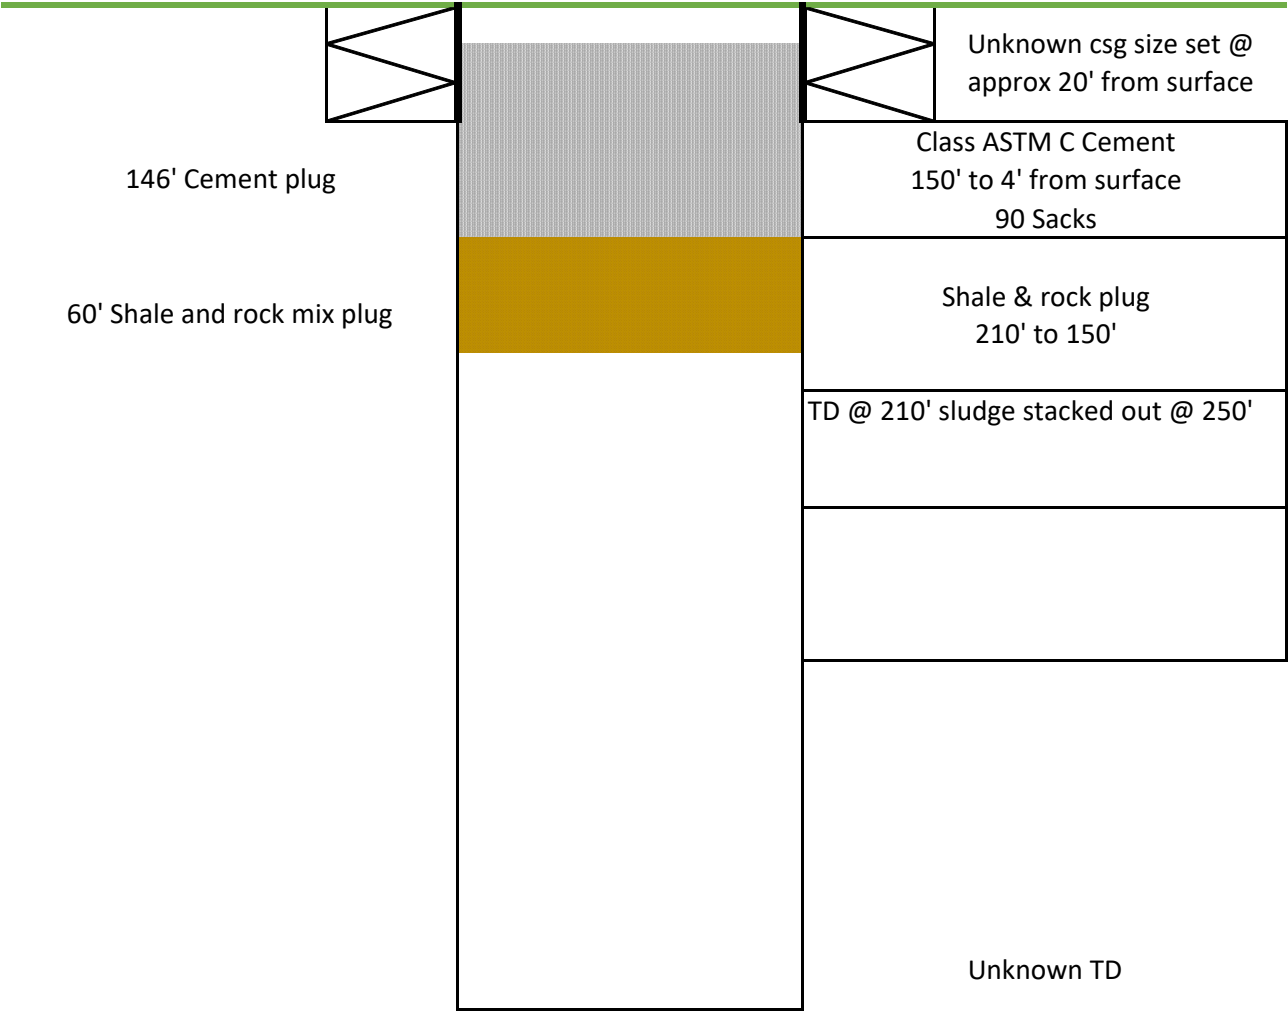 Unknown csg size set @
approx 20' from surface
Class ASTM C Cement
146' Cement plug
150' to 4' from surface
90 Sacks
Shale & rock plug
60' Shale and rock mix plug
210' to 150'
TD @ 210' sludge stacked out @ 250'
Unknown TD